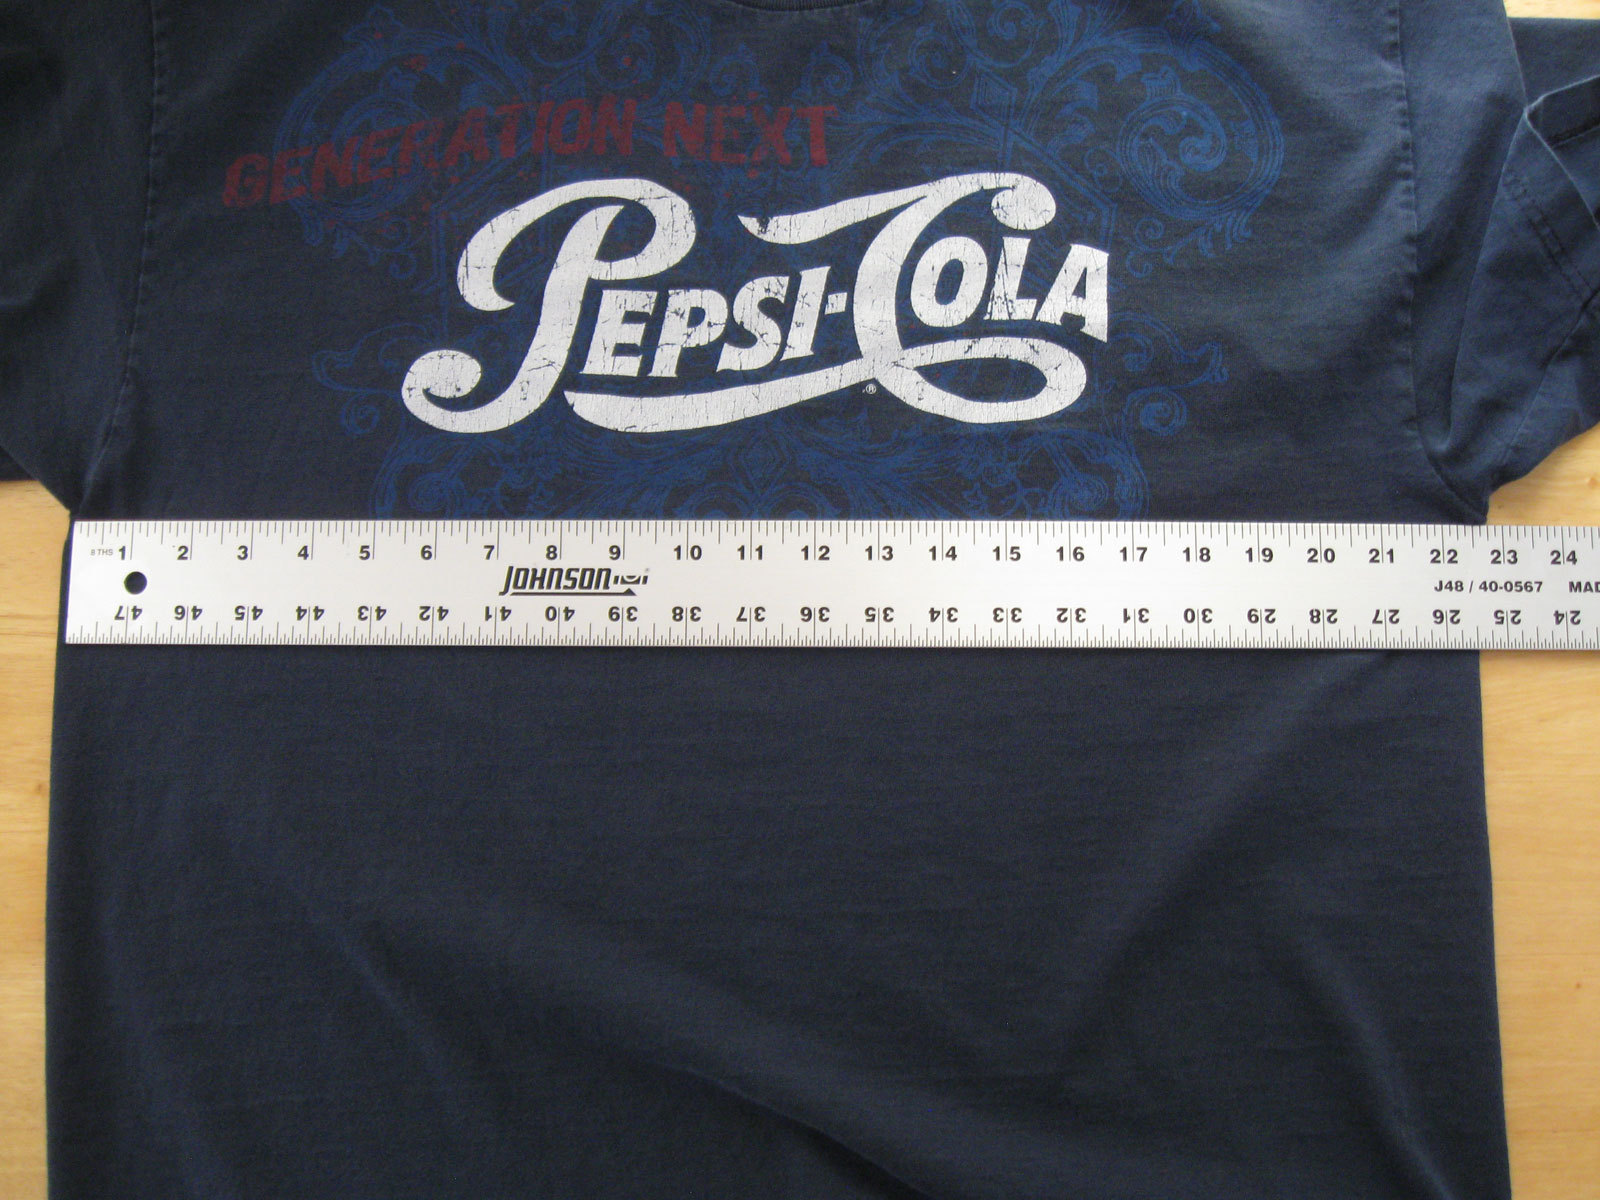 GENERATION NEXT
PEPSI-COLA
®
8 THS 1 2 3 4 5 6 7 8 9 10 11 12 13 14 15 16 17 18 19 20 21 22 23 24
JOHNSON
J48 / 40-0567 MAD
47 46 45 44 43 42 41 40 39 38 37 36 35 34 33 32 31 30 29 28 27 26 25 24